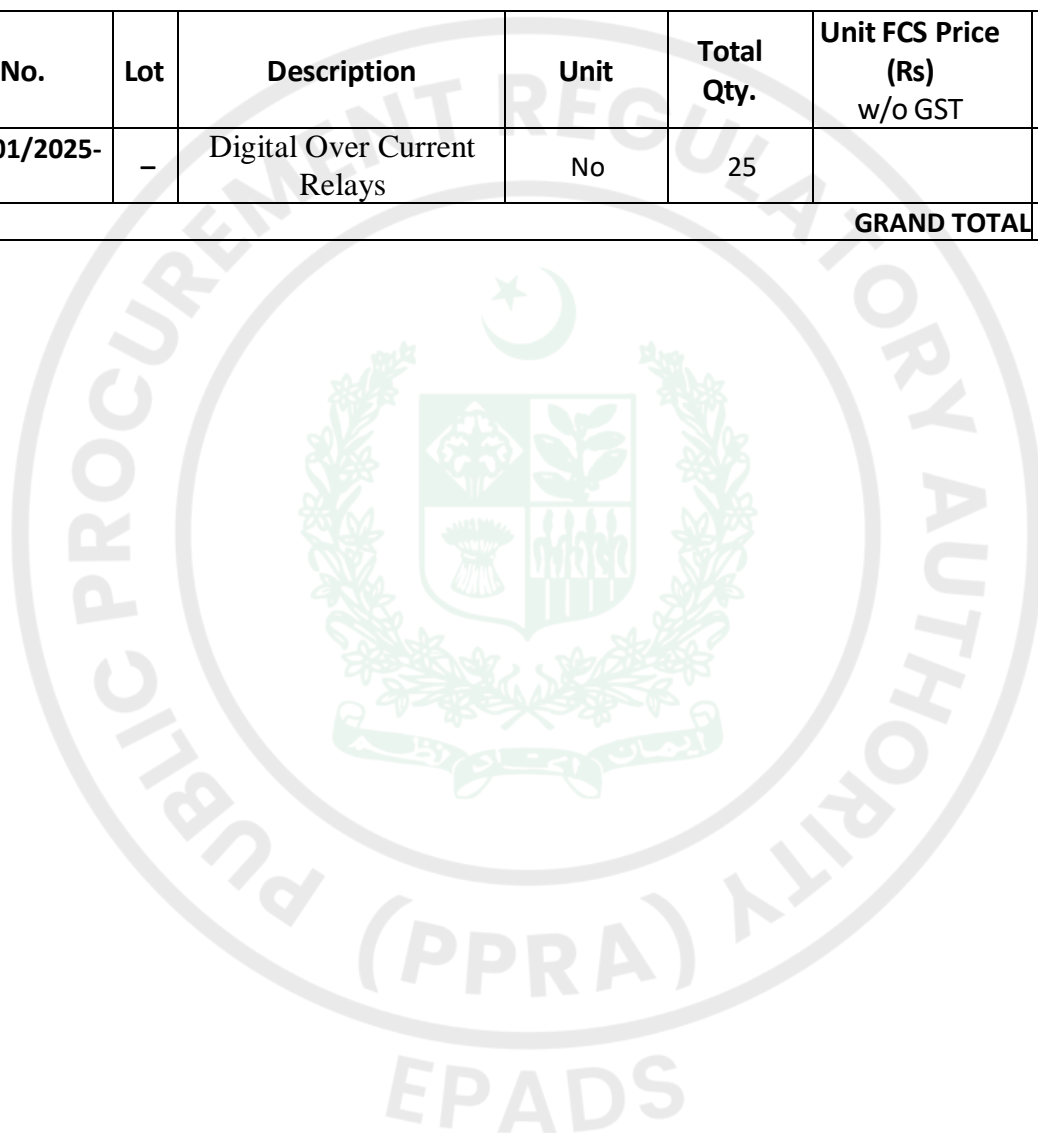 No.
Lot
Description
Unit
Total
Qty.
Unit FCS Price
(Rs)
w/o GST
01/2025-
–
Digital Over Current
Relays
No
25
GRAND TOTAL
PUBLIC PROCUREMENT REGULATORY AUTHORITY
(PPRA)
EPADS